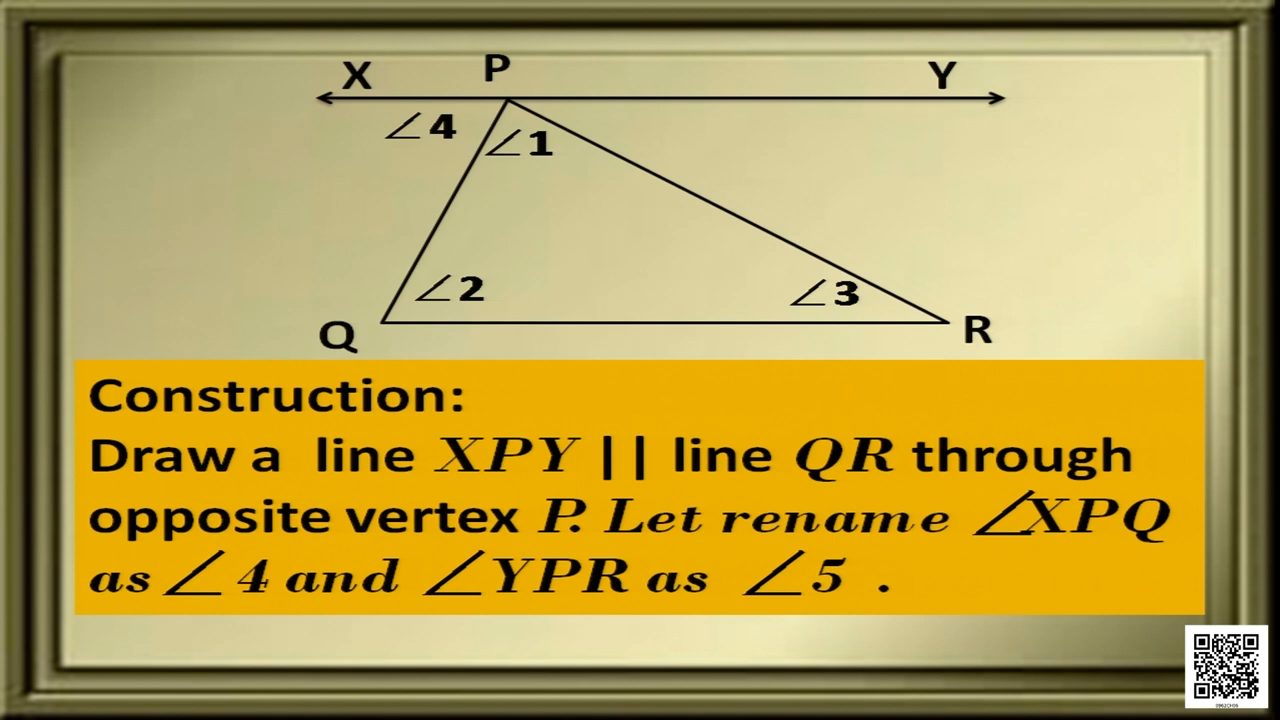 X P Y
∠4
∠1
∠2 ∠3
Q R
Construction:
Draw a line XPY || line QR through
opposite vertex P. Let rename ∠XPQ
as ∠4 and ∠YPR as ∠5 .